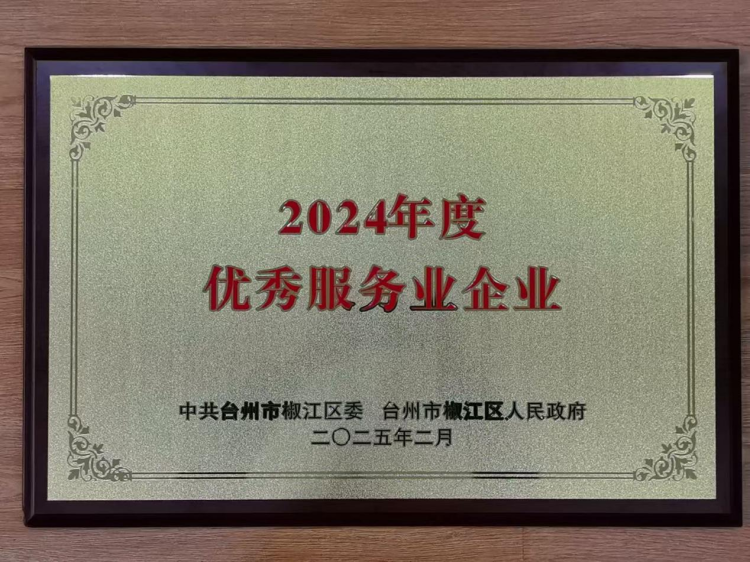 2024年度
优秀服务业企业
中共台州市椒江区委 台州市椒江区人民政府
二〇二五年二月